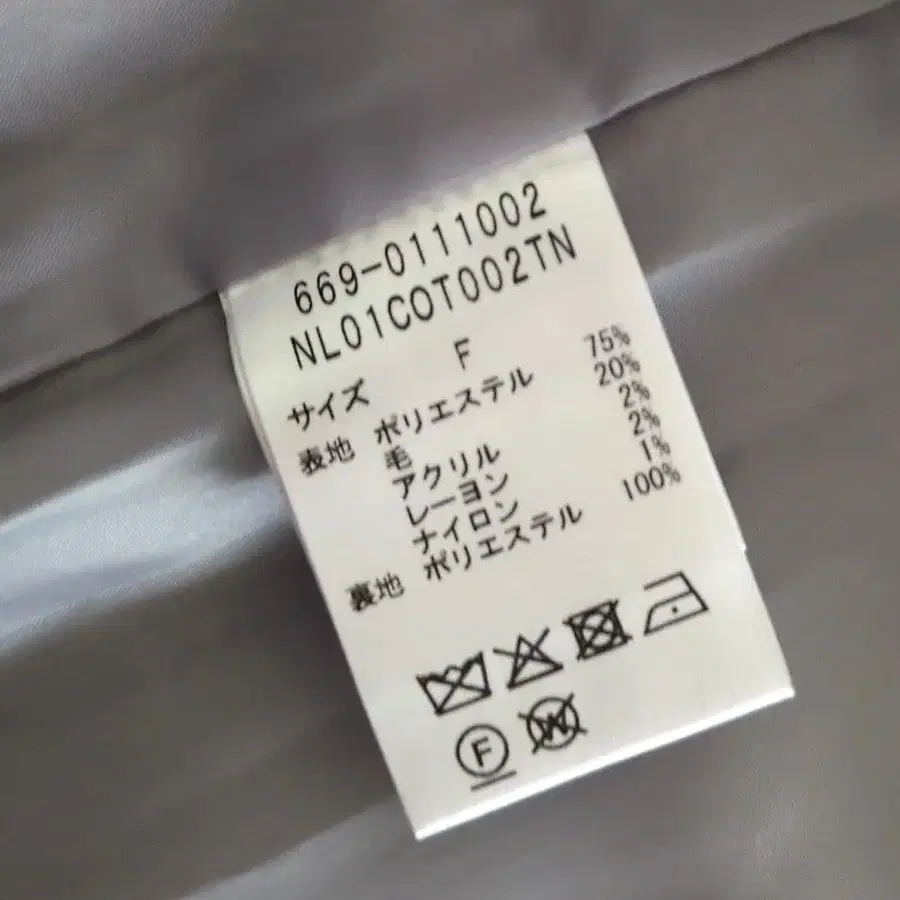 669-0111002
NL01COT002TN
サイズ F
表地 ポリエステル 75%
毛 20%
アクリル 2%
レーヨン 2%
ナイロン 1%
裏地 ポリエステル 100%
F W